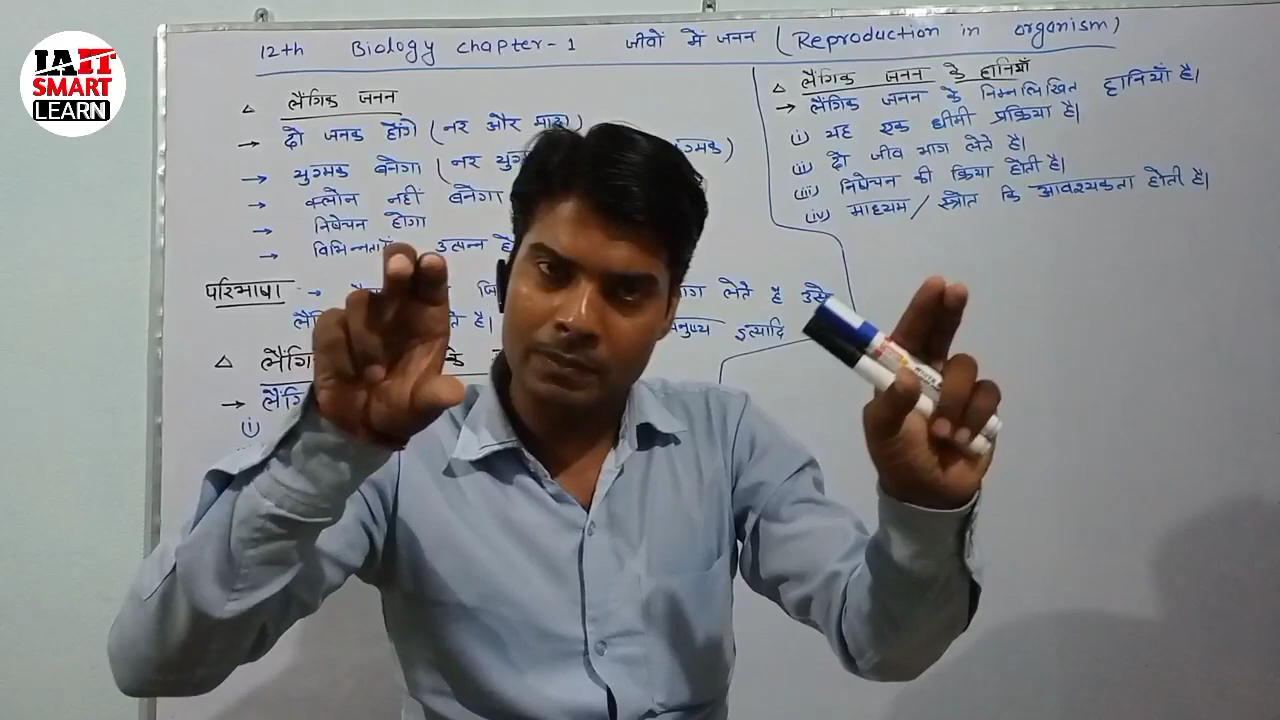 IAIT
SMART
LEARN
12th Biology chapter-1 जीवों में जनन (Reproduction in organism)
△ लैंगिक जनन
→ दो जनक होंगे (नर और मादा)
→ युग्मक बनेगा (नर
→ क्लोन नहीं बनेगा
→ निषेचन होगा
→ विभिन्नताएँ उत्पन्न
परिभाषा → भाग लेते है उसे
है। मनुष्य इत्यादि
△ लैंगिक के
→
(i)
△ लैंगिक जनन के हानियाँ
→ लैंगिक जनन के निम्नलिखित हानियाँ है।
(i) यह एक धीमी प्रक्रिया है।
(ii) दो जीव भाग लेते है।
(iii) निषेचन की क्रिया होती है।
(iv) माध्यम/स्त्रोत कि आवश्यकता होती है।